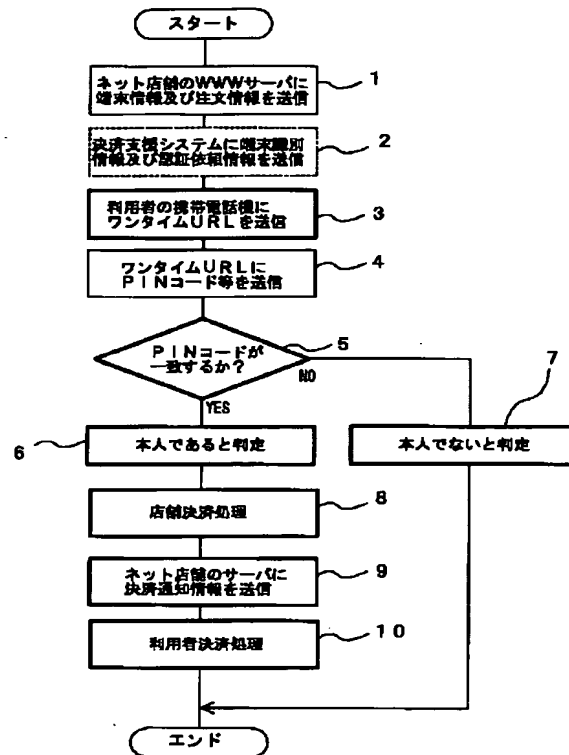 スタート
ネット店舗のWWWサーバに
端末情報及び注文情報を送信
1
決済支援システムに端末識別
情報及び認証依頼情報を送信
2
利用者の携帯電話機に
ワンタイムURLを送信
3
ワンタイムURLに
PINコード等を送信
4
PINコードが
一致するか?
5
NO
YES
7
6
本人であると判定
本人でないと判定
店舗決済処理
8
ネット店舗のサーバに
決済通知情報を送信
9
利用者決済処理
10
エンド